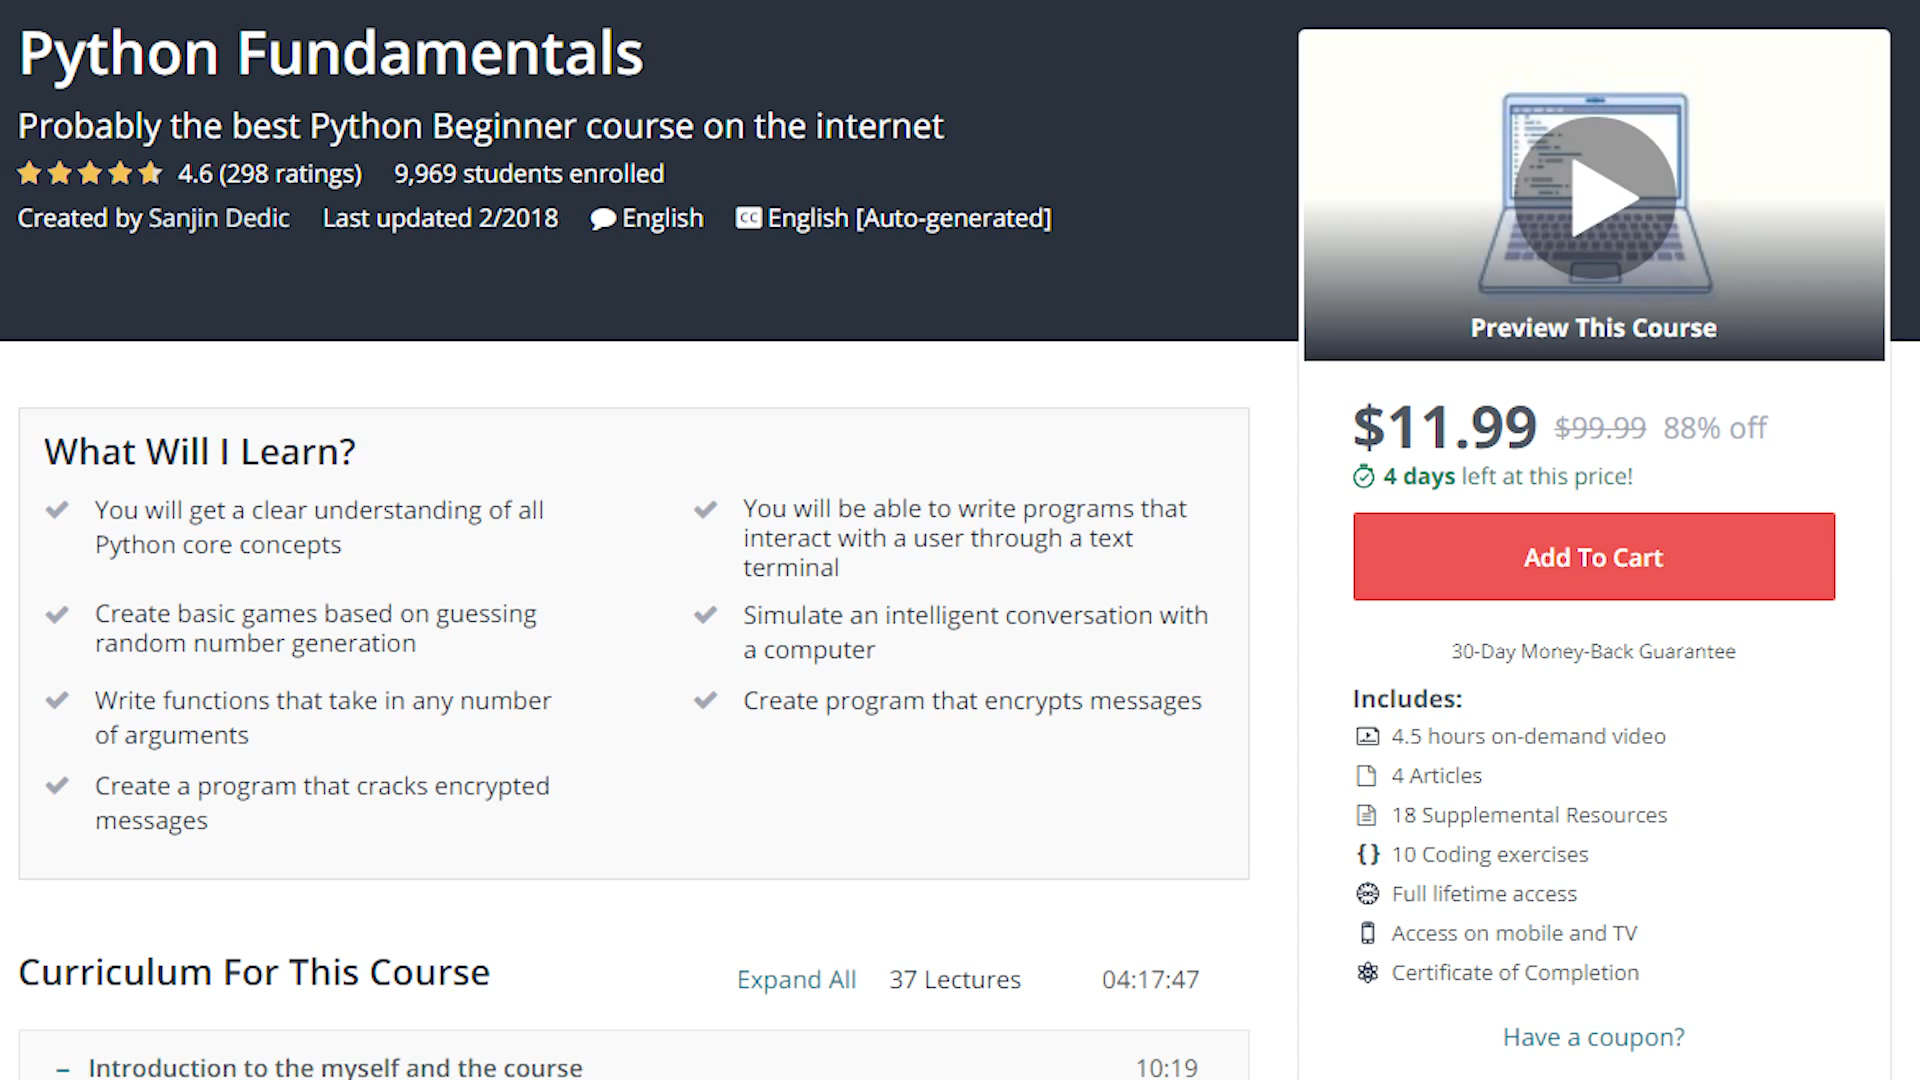 Python Fundamentals
Probably the best Python Beginner course on the internet
4.6 (298 ratings) 9,969 students enrolled
Created by Sanjin Dedic Last updated 2/2018 English CC English [Auto-generated]
Preview This Course
What Will I Learn?
You will get a clear understanding of all
Python core concepts
You will be able to write programs that
interact with a user through a text
terminal
Create basic games based on guessing
random number generation
Simulate an intelligent conversation with
a computer
Write functions that take in any number
of arguments
Create program that encrypts messages
Create a program that cracks encrypted
messages
Curriculum For This Course
Expand All 37 Lectures 04:17:47
– Introduction to the myself and the course 10:19
$11.99 $99.99 88% off
4 days left at this price!
Add To Cart
30-Day Money-Back Guarantee
Includes:
4.5 hours on-demand video
4 Articles
18 Supplemental Resources
{} 10 Coding exercises
Full lifetime access
Access on mobile and TV
Certificate of Completion
Have a coupon?